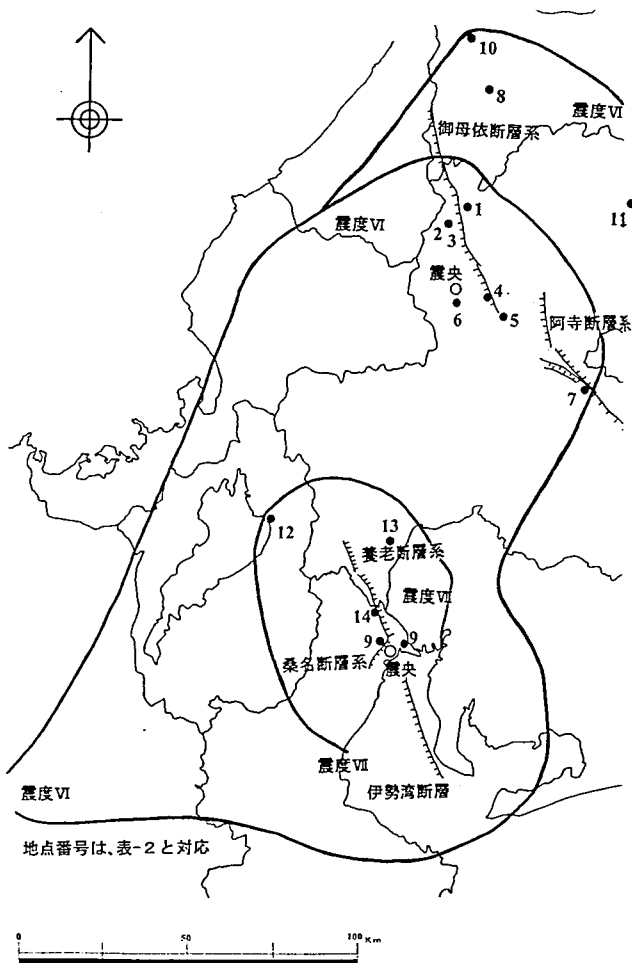 10
8
震度Ⅵ
御母依断層系
1
11
2
3
震度Ⅵ
震央
4
6
5
阿寺断層系
7
12
13
養老断層系
震度Ⅶ
14
9
9
桑名断層系
震央
震度Ⅶ
伊勢湾断層
震度Ⅵ
地点番号は、表-2と対応
0
50
100 Km